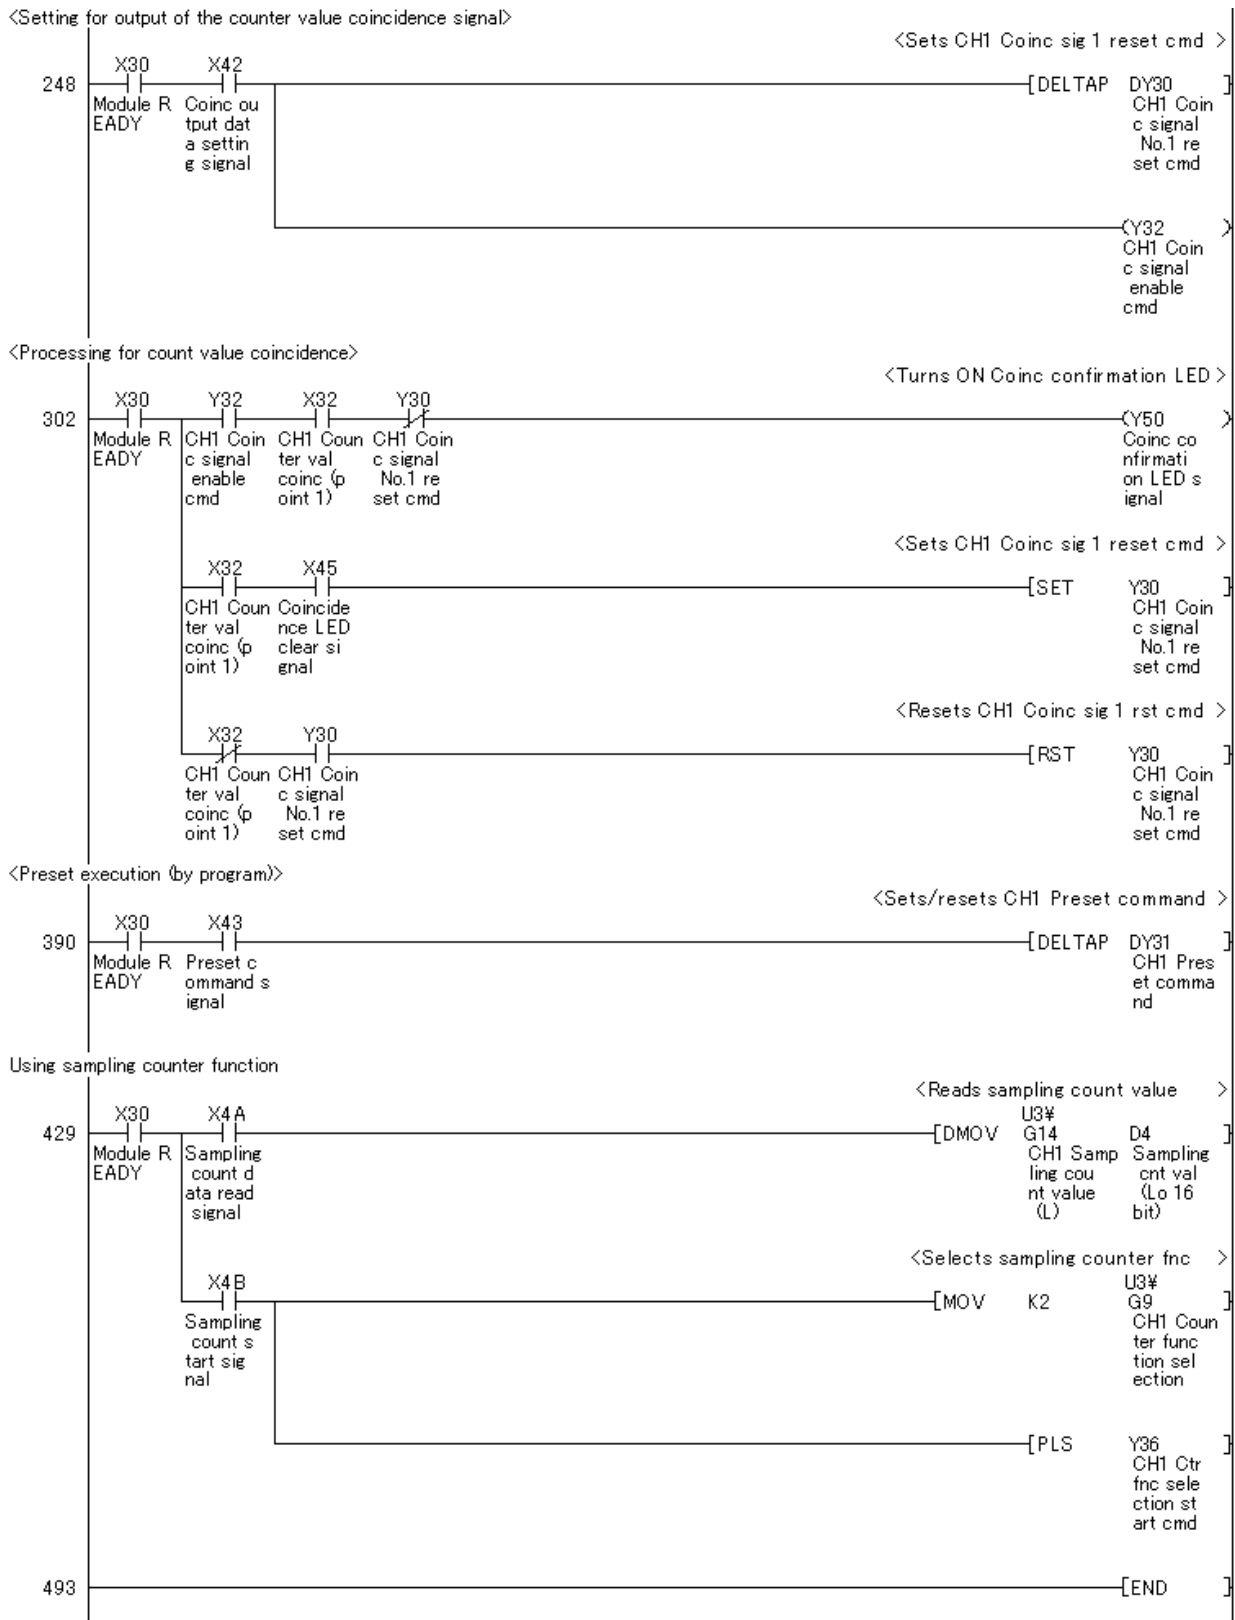 <Setting for output of the counter value coincidence signal>
<Sets CH1 Coinc sig 1 reset cmd >
X30 X42
248 [DELTAP DY30 ]
Module R Coinc ou CH1 Coin
EADY tput dat c signal
a settin No.1 re
g signal set cmd
(Y32 )
CH1 Coin
c signal
enable
cmd
<Processing for count value coincidence>
<Turns ON Coinc confirmation LED >
X30 Y32 X32 Y30
302 (Y50 )
Module R CH1 Coin CH1 Coun CH1 Coin Coinc co
EADY c signal ter val c signal nfirmati
enable coinc (p No.1 re on LED s
cmd oint 1) set cmd ignal
<Sets CH1 Coinc sig 1 reset cmd >
X32 X45
[SET Y30 ]
CH1 Coun Coincide CH1 Coin
ter val nce LED c signal
coinc (p clear si No.1 re
oint 1) gnal set cmd
<Resets CH1 Coinc sig 1 rst cmd >
X32 Y30
[RST Y30 ]
CH1 Coun CH1 Coin CH1 Coin
ter val c signal c signal
coinc (p No.1 re No.1 re
oint 1) set cmd set cmd
<Preset execution (by program)>
<Sets/resets CH1 Preset command >
X30 X43
390 [DELTAP DY31 ]
Module R Preset c CH1 Pres
EADY ommand s et comma
ignal nd
Using sampling counter function
<Reads sampling count value >
X30 X4A U3¥
429 [DMOV G14 D4 ]
Module R Sampling CH1 Samp Sampling
EADY count d ling cou cnt val
ata read nt value (Lo 16
signal (L) bit)
<Selects sampling counter fnc >
X4B U3¥
[MOV K2 G9 ]
Sampling CH1 Coun
count s ter func
tart sig tion sel
nal ection
[PLS Y36 ]
CH1 Ctr
fnc sele
ction st
art cmd
493 [END ]